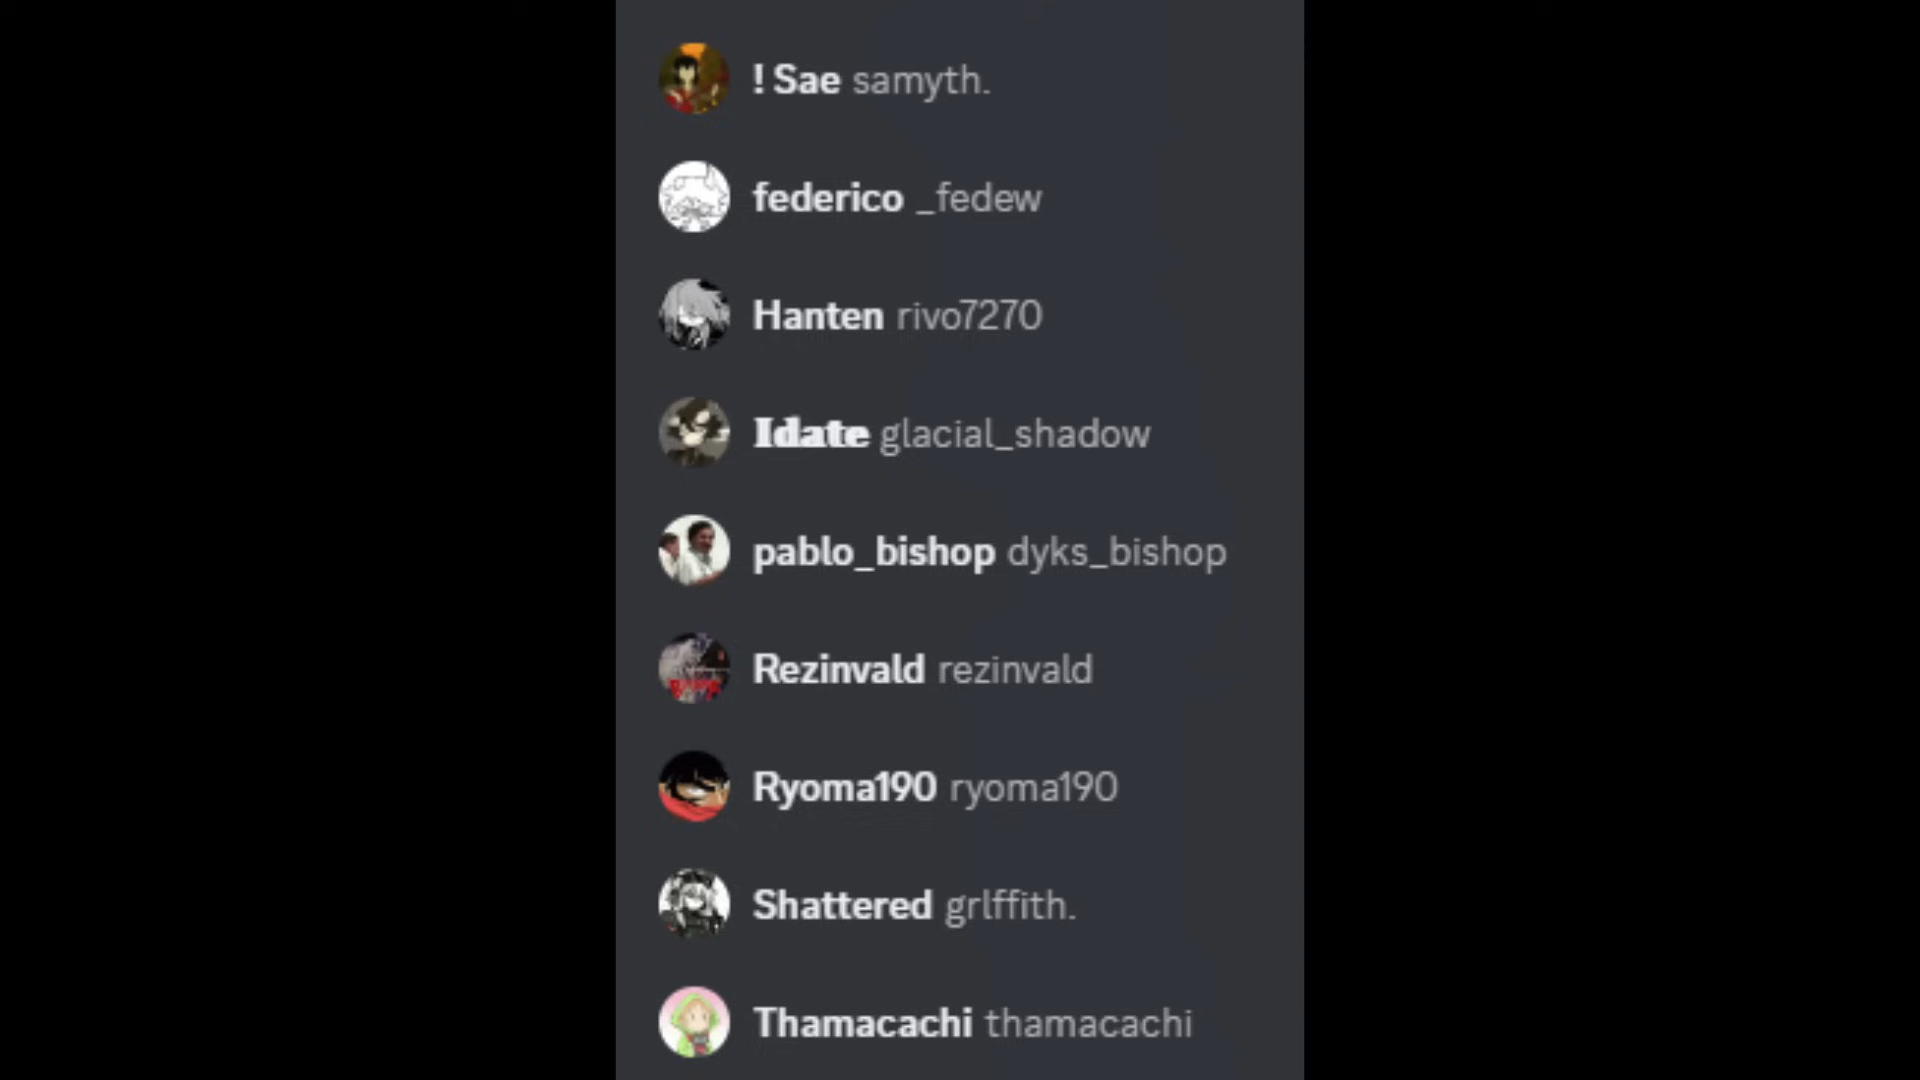 ! Sae samyth.
federico _fedew
Hanten rivo7270
Idate glacial_shadow
pablo_bishop dyks_bishop
Rezinvald rezinvald
Ryoma190 ryoma190
Shattered grlffith.
Thamacachi thamacachi